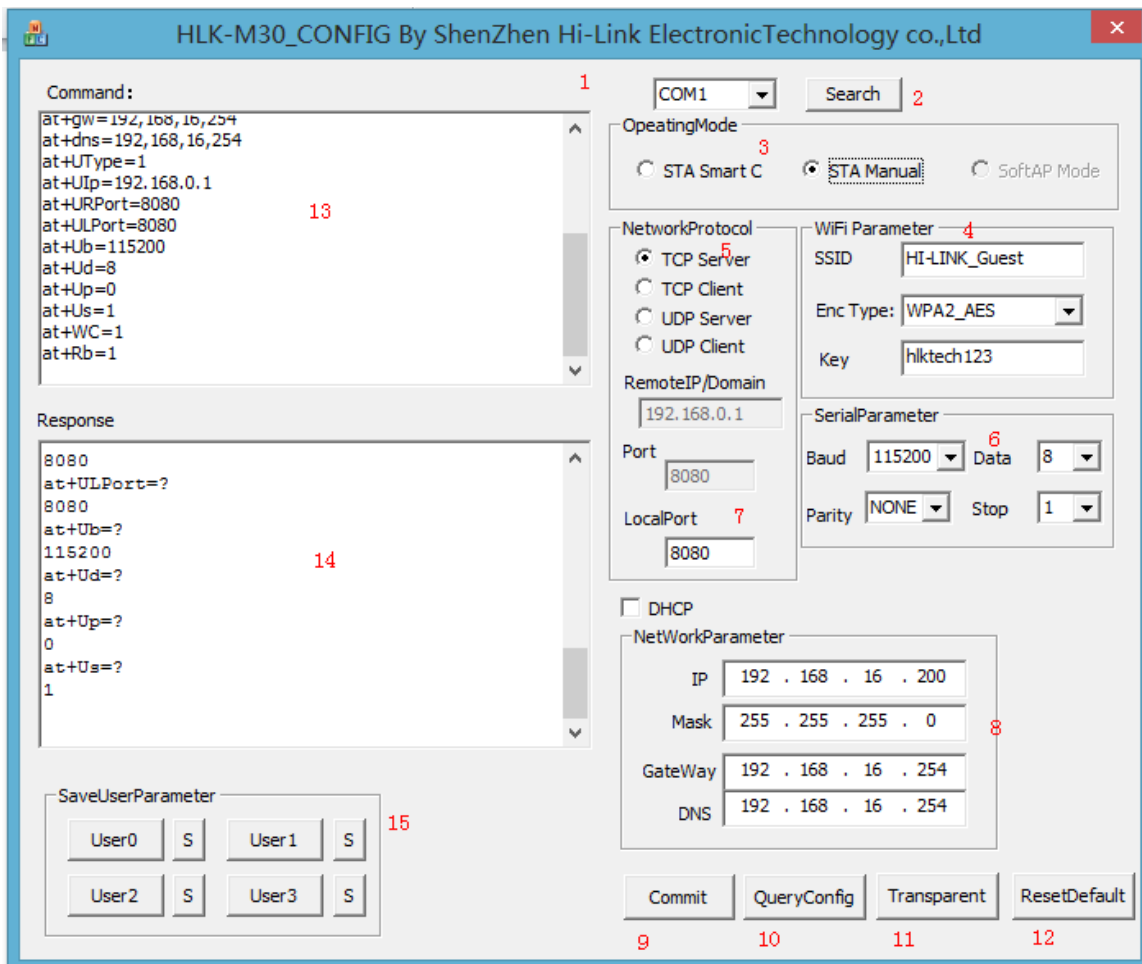 HLK-M30_CONFIG By ShenZhen Hi-Link ElectronicTechnology co.,Ltd
Command:
at+gw=192,168,16,254
at+dns=192,168,16,254
at+UType=1
at+UIp=192.168.0.1
at+URPort=8080
at+ULPort=8080
at+Ub=115200
at+Ud=8
at+Up=0
at+Us=1
at+WC=1
at+Rb=1
13
Response
8080
at+ULPort=?
8080
at+Ub=?
115200
at+Ud=?
8
at+Up=?
0
at+Us=?
1
14
SaveUserParameter
User0 S User1 S
User2 S User3 S
15
1 COM1 Search 2
OpeatingMode
3
STA Smart C STA Manual SoftAP Mode
NetworkProtocol
5
TCP Server
TCP Client
UDP Server
UDP Client
RemoteIP/Domain
192.168.0.1
Port
8080
LocalPort 7
8080
WiFi Parameter 4
SSID HI-LINK_Guest
Enc Type: WPA2_AES
Key hlktech123
SerialParameter
6
Baud 115200 Data 8
Parity NONE Stop 1
DHCP
NetWorkParameter
IP 192 . 168 . 16 . 200
Mask 255 . 255 . 255 . 0
8
GateWay 192 . 168 . 16 . 254
DNS 192 . 168 . 16 . 254
Commit QueryConfig Transparent ResetDefault
9 10 11 12